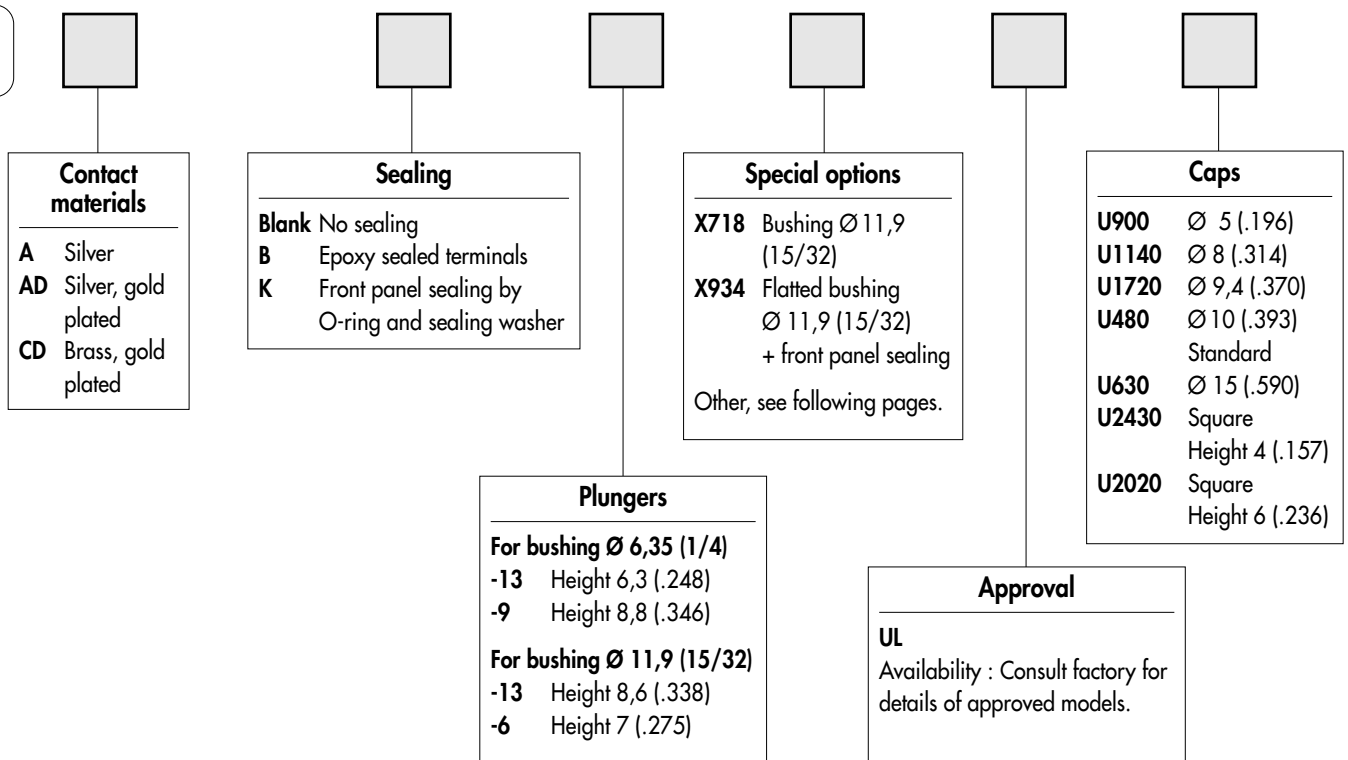 Contact
materials
A Silver
AD Silver, gold
plated
CD Brass, gold
plated
Sealing
Blank No sealing
B Epoxy sealed terminals
K Front panel sealing by
O-ring and sealing washer
Plungers
For bushing Ø 6,35 (1/4)
-13 Height 6,3 (.248)
-9 Height 8,8 (.346)
For bushing Ø 11,9 (15/32)
-13 Height 8,6 (.338)
-6 Height 7 (.275)
Special options
X718 Bushing Ø 11,9
(15/32)
X934 Flatted bushing
Ø 11,9 (15/32)
+ front panel sealing
Other, see following pages.
Approval
UL
Availability : Consult factory for
details of approved models.
Caps
U900 Ø 5 (.196)
U1140 Ø 8 (.314)
U1720 Ø 9,4 (.370)
U480 Ø 10 (.393)
Standard
U630 Ø 15 (.590)
U2430 Square
Height 4 (.157)
U2020 Square
Height 6 (.236)